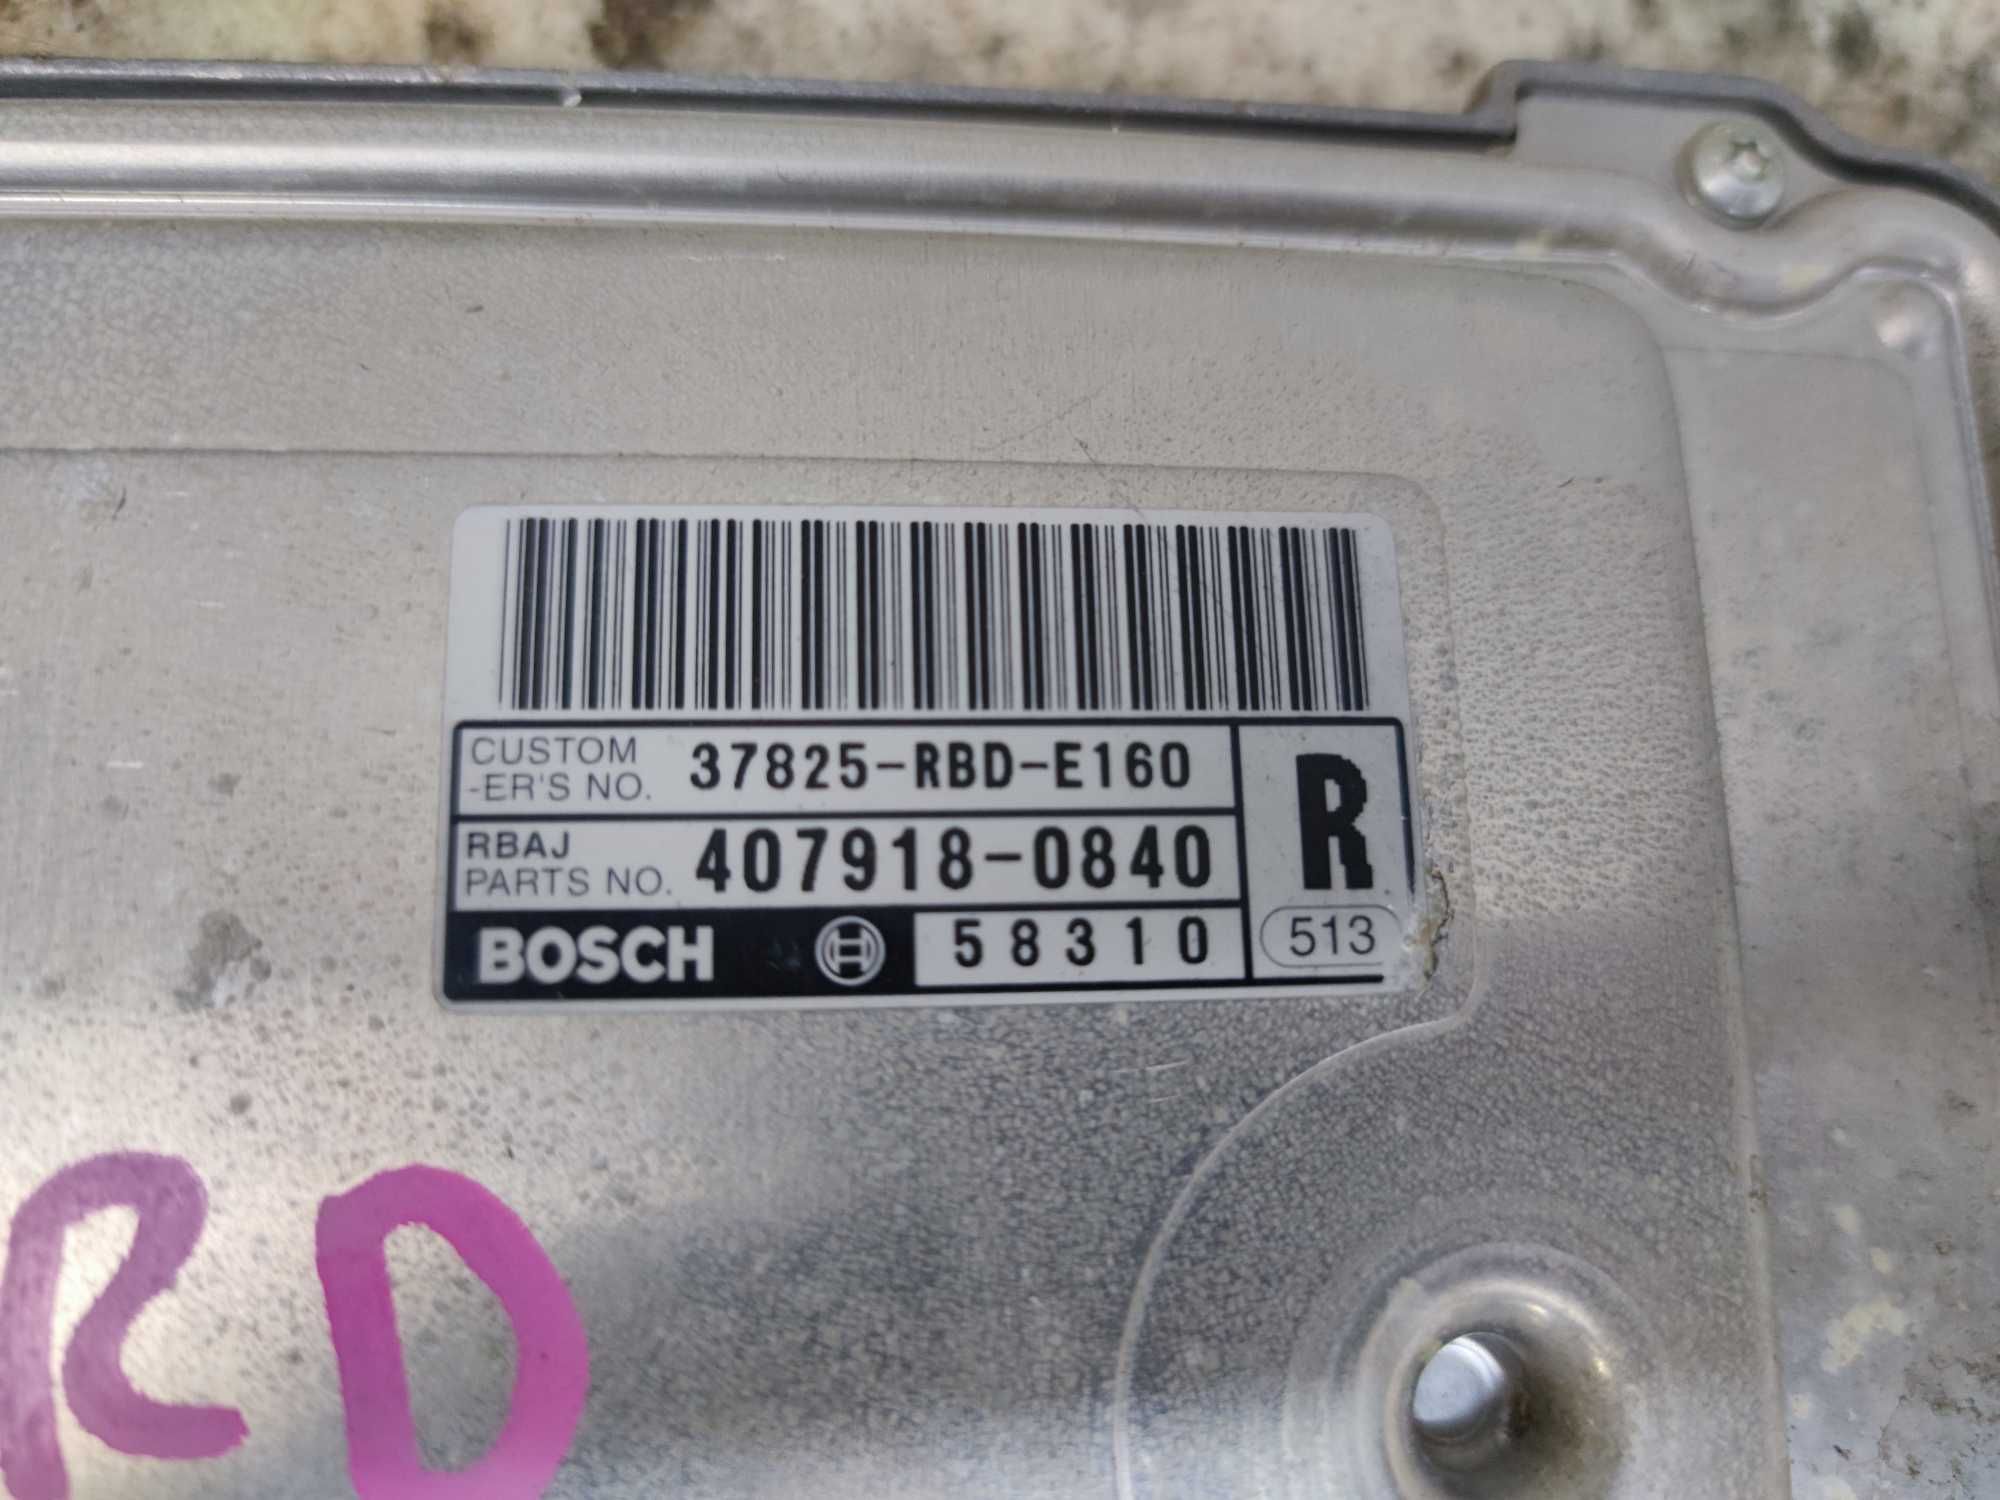 CUSTOM
-ER'S NO. 37825-RBD-E160
R
RBAJ
PARTS NO. 407918-0840
BOSCH 58310
513
RD